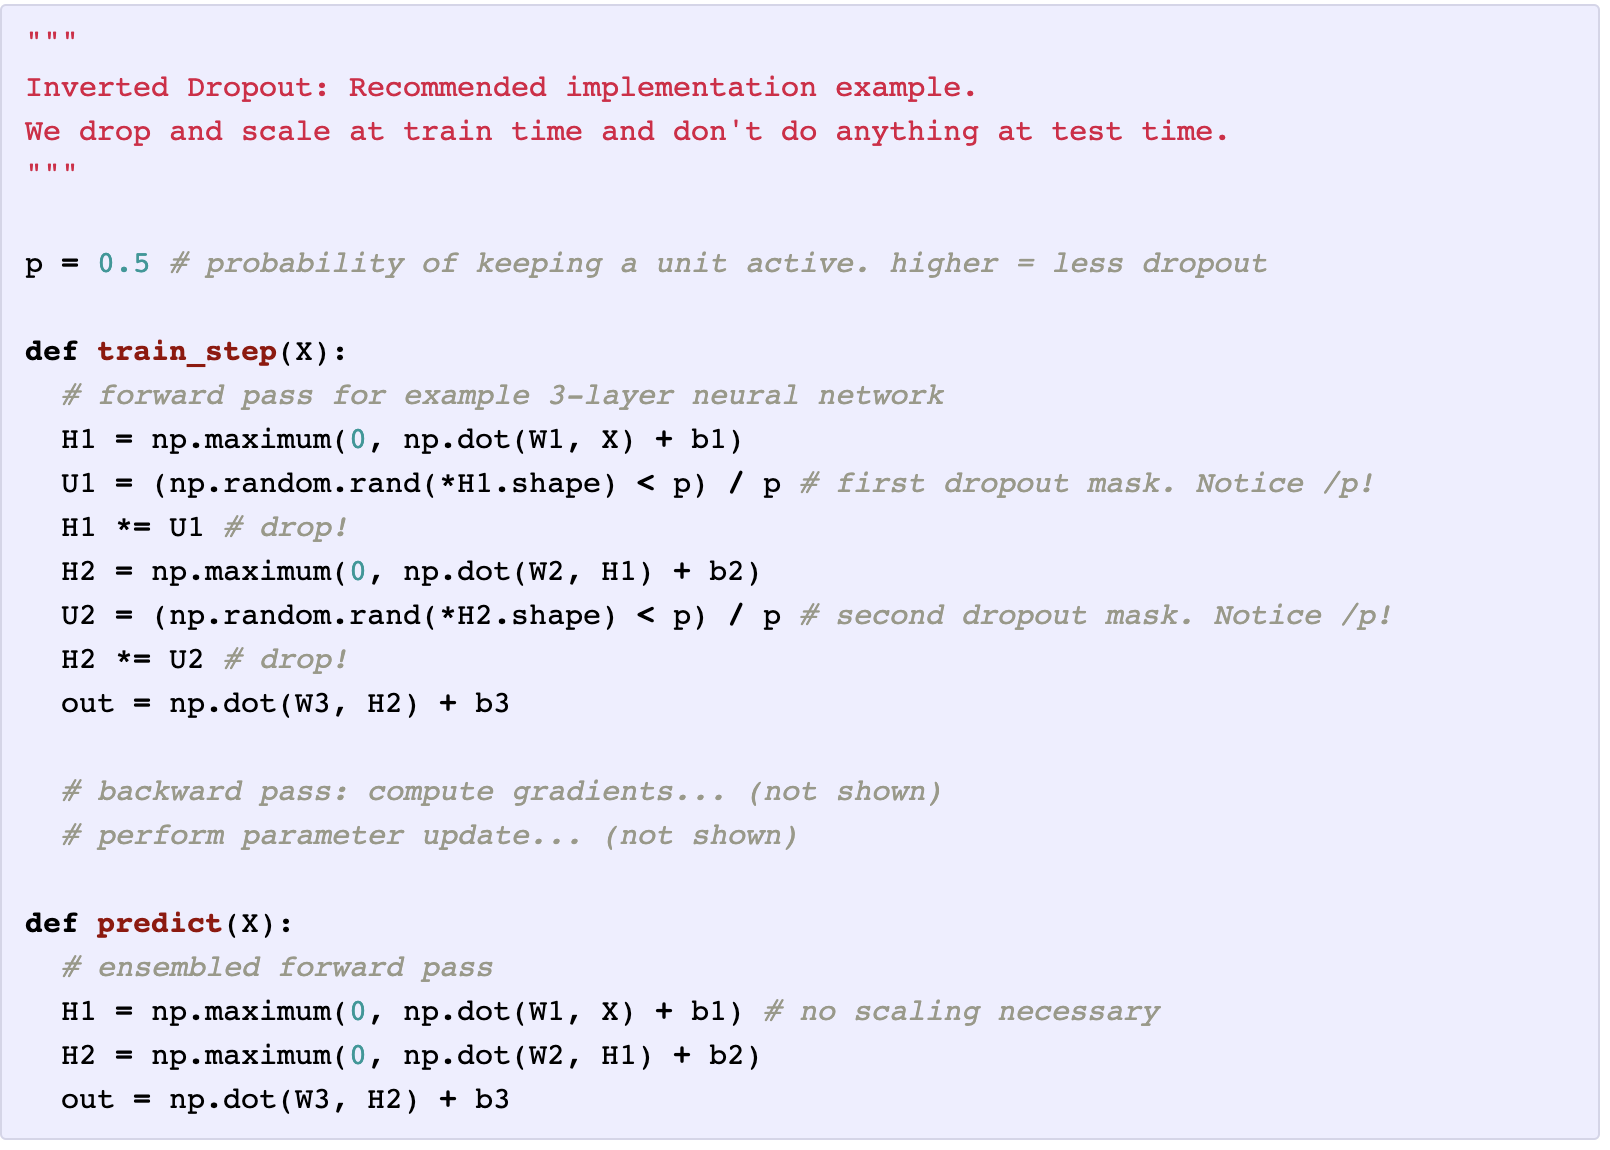 """
Inverted Dropout: Recommended implementation example.
We drop and scale at train time and don't do anything at test time.
"""
p = 0.5 # probability of keeping a unit active. higher = less dropout
def train_step(X):
  # forward pass for example 3-layer neural network
  H1 = np.maximum(0, np.dot(W1, X) + b1)
  U1 = (np.random.rand(*H1.shape) < p) / p # first dropout mask. Notice /p!
  H1 *= U1 # drop!
  H2 = np.maximum(0, np.dot(W2, H1) + b2)
  U2 = (np.random.rand(*H2.shape) < p) / p # second dropout mask. Notice /p!
  H2 *= U2 # drop!
  out = np.dot(W3, H2) + b3
  # backward pass: compute gradients... (not shown)
  # perform parameter update... (not shown)
def predict(X):
  # ensembled forward pass
  H1 = np.maximum(0, np.dot(W1, X) + b1) # no scaling necessary
  H2 = np.maximum(0, np.dot(W2, H1) + b2)
  out = np.dot(W3, H2) + b3